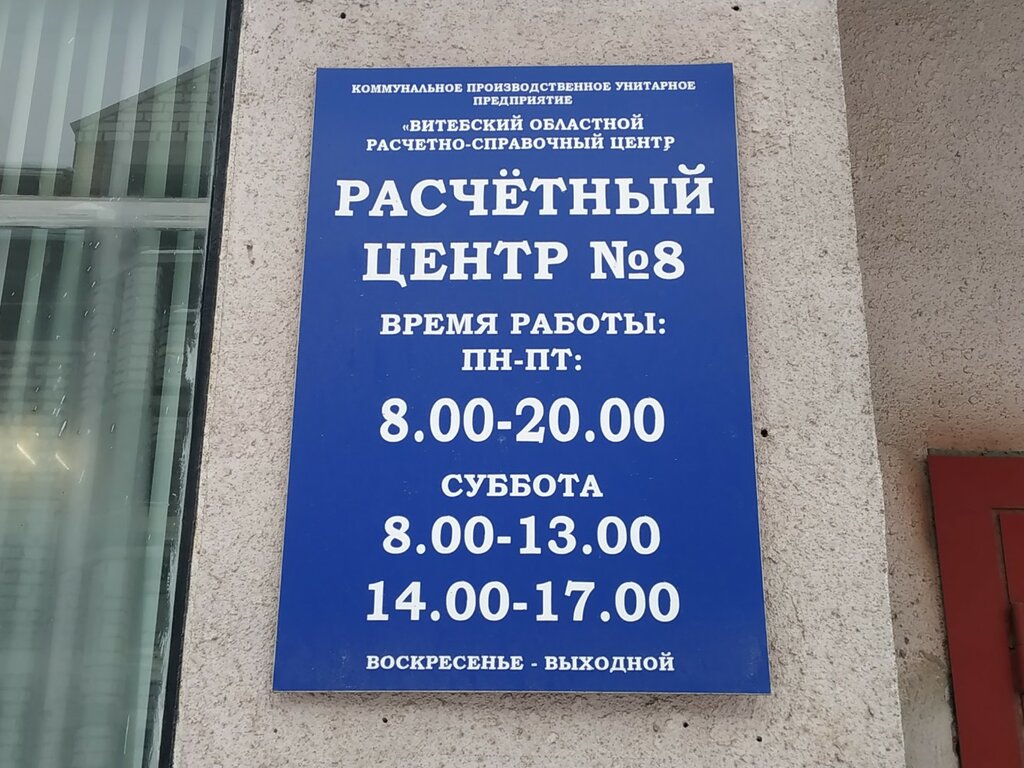 КОММУНАЛЬНОЕ ПРОИЗВОДСТВЕННОЕ УНИТАРНОЕ
ПРЕДПРИЯТИЕ
«ВИТЕБСКИЙ ОБЛАСТНОЙ
РАСЧЕТНО-СПРАВОЧНЫЙ ЦЕНТР
РАСЧЁТНЫЙ
ЦЕНТР №8
ВРЕМЯ РАБОТЫ:
ПН-ПТ:
8.00-20.00
СУББОТА
8.00-13.00
14.00-17.00
ВОСКРЕСЕНЬЕ - ВЫХОДНОЙ